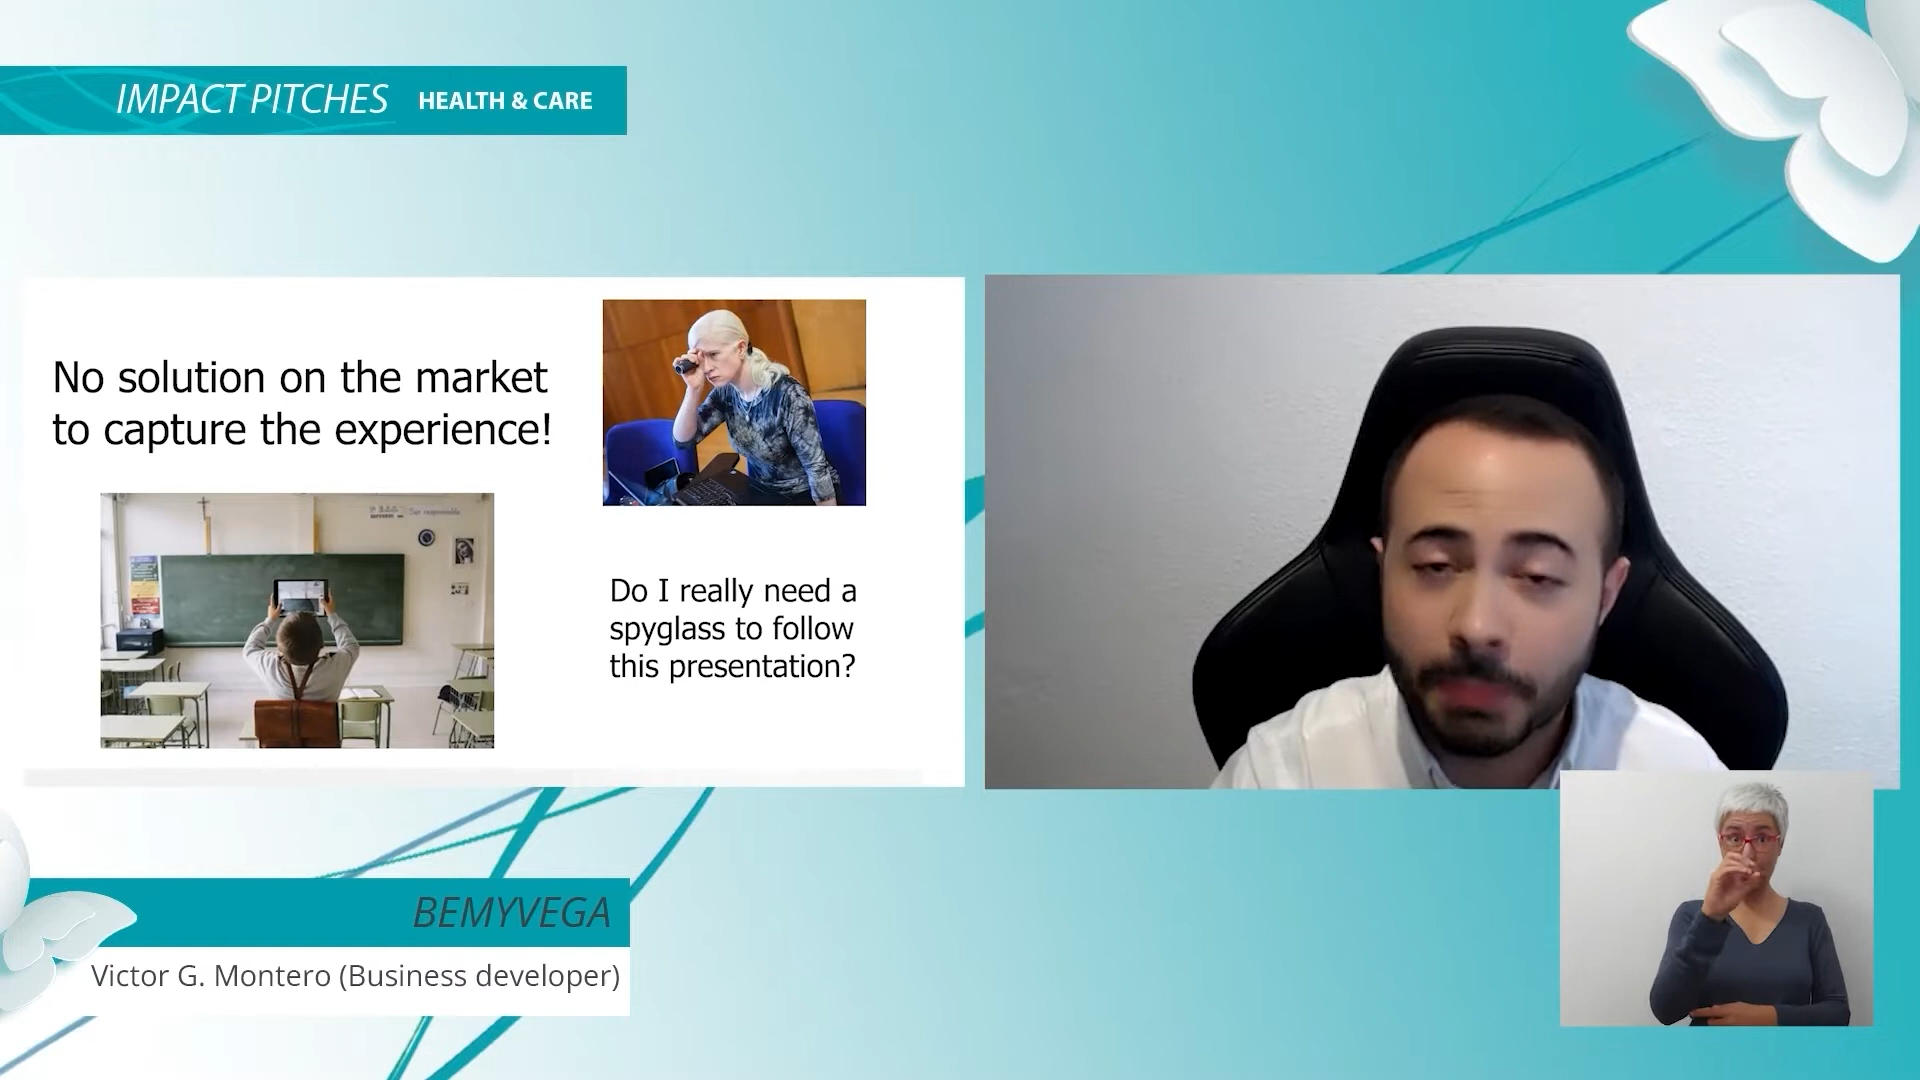 IMPACT PITCHES HEALTH & CARE
No solution on the market
to capture the experience!
Do I really need a
spyglass to follow
this presentation?
BEMYVEGA
Victor G. Montero (Business developer)